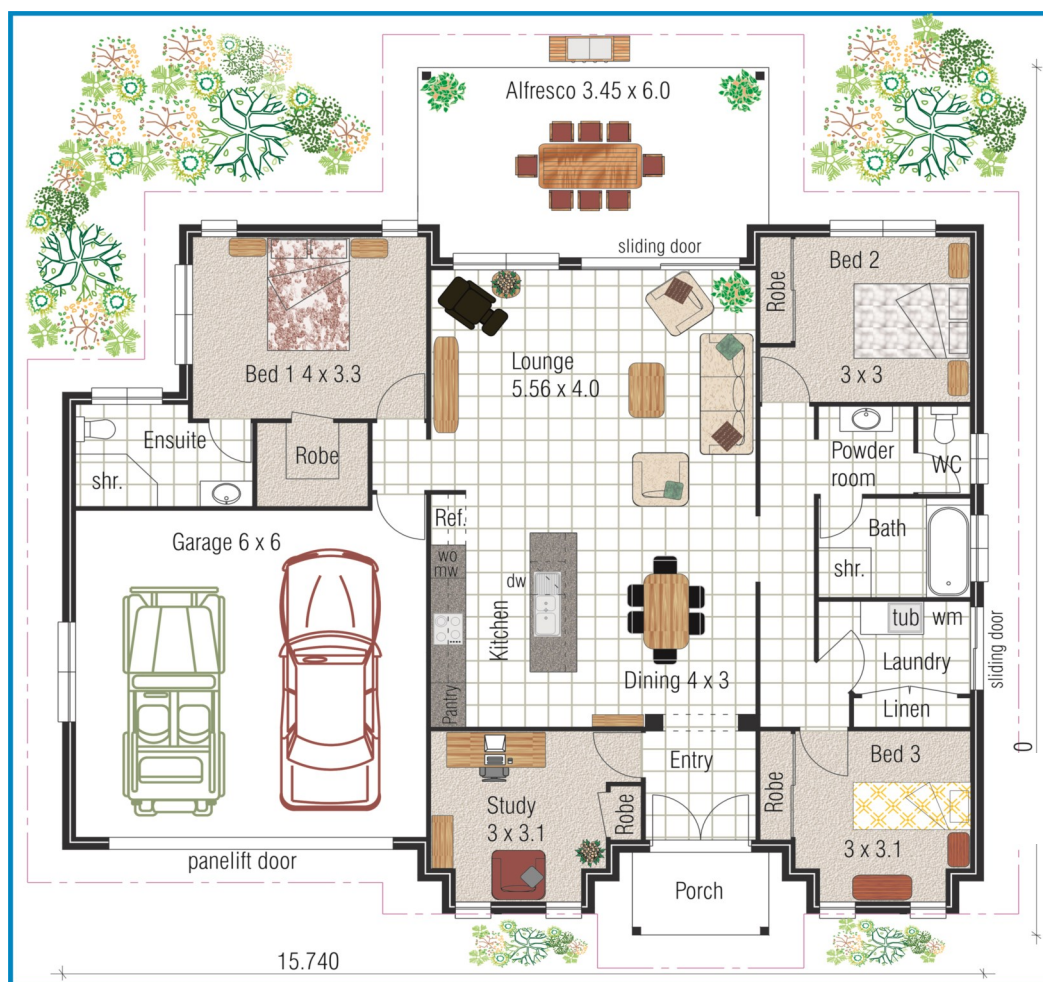 Alfresco 3.45 x 6.0
sliding door
Bed 2
Robe
3 x 3
Lounge
5.56 x 4.0
Bed 1 4 x 3.3
Ensuite
shr.
Robe
Powder
room
WC
Bath
shr.
Ref.
wo
mw
dw
Kitchen
Pantry
Garage 6 x 6
Dining 4 x 3
tub
wm
Laundry
Linen
sliding door
Entry
Study
3 x 3.1
Robe
Bed 3
Robe
3 x 3.1
panelift door
Porch
15.740
0